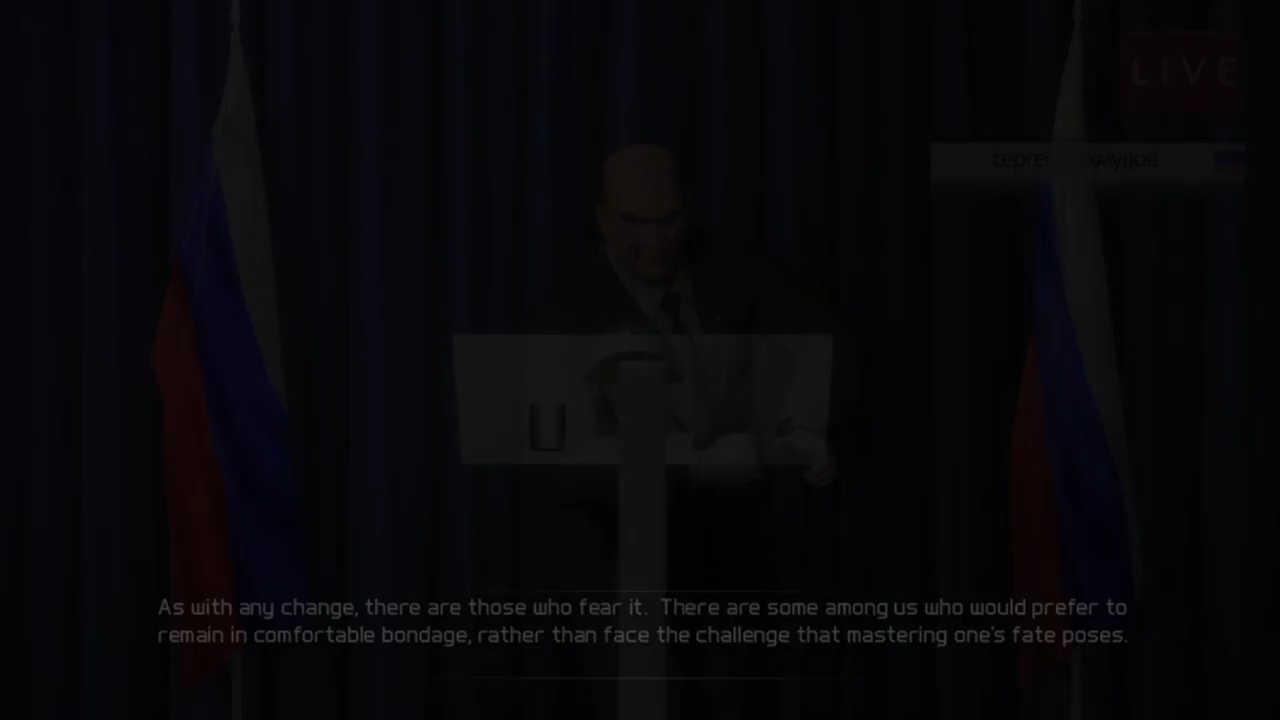 LIVE
As with any change, there are those who fear it. There are some among us who would prefer to
remain in comfortable bondage, rather than face the challenge that mastering one's fate poses.